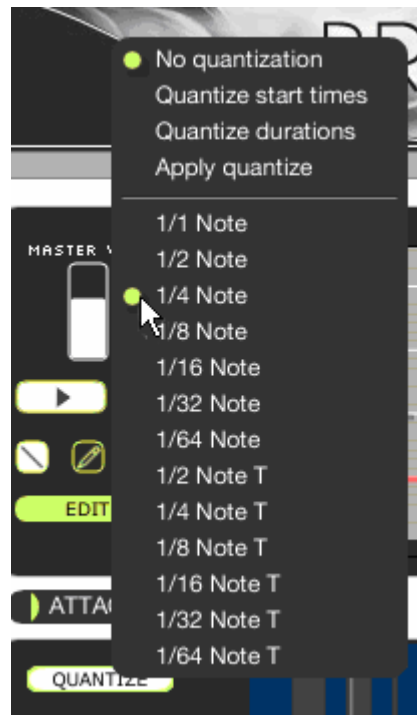 No quantization
Quantize start times
Quantize durations
Apply quantize
1/1 Note
MASTER
1/2 Note
1/4 Note
1/8 Note
1/16 Note
1/32 Note
1/64 Note
1/2 Note T
1/4 Note T
EDIT
1/8 Note T
1/16 Note T
1/32 Note T
1/64 Note T
QUANTIZE